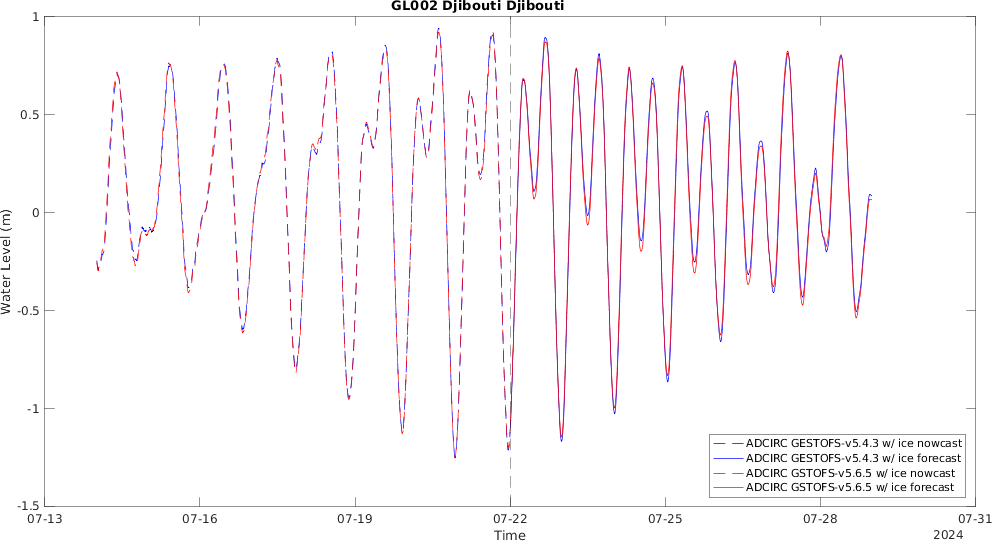 GL002 Djibouti Djibouti
1
0.5
0
-0.5
-1
-1.5
Water Level (m)
07-13
07-16
07-19
07-22
07-25
07-28
07-31
Time
2024
ADCIRC GESTOFS-v5.4.3 w/ ice nowcast
ADCIRC GESTOFS-v5.4.3 w/ ice forecast
ADCIRC GSTOFS-v5.6.5 w/ ice nowcast
ADCIRC GSTOFS-v5.6.5 w/ ice forecast